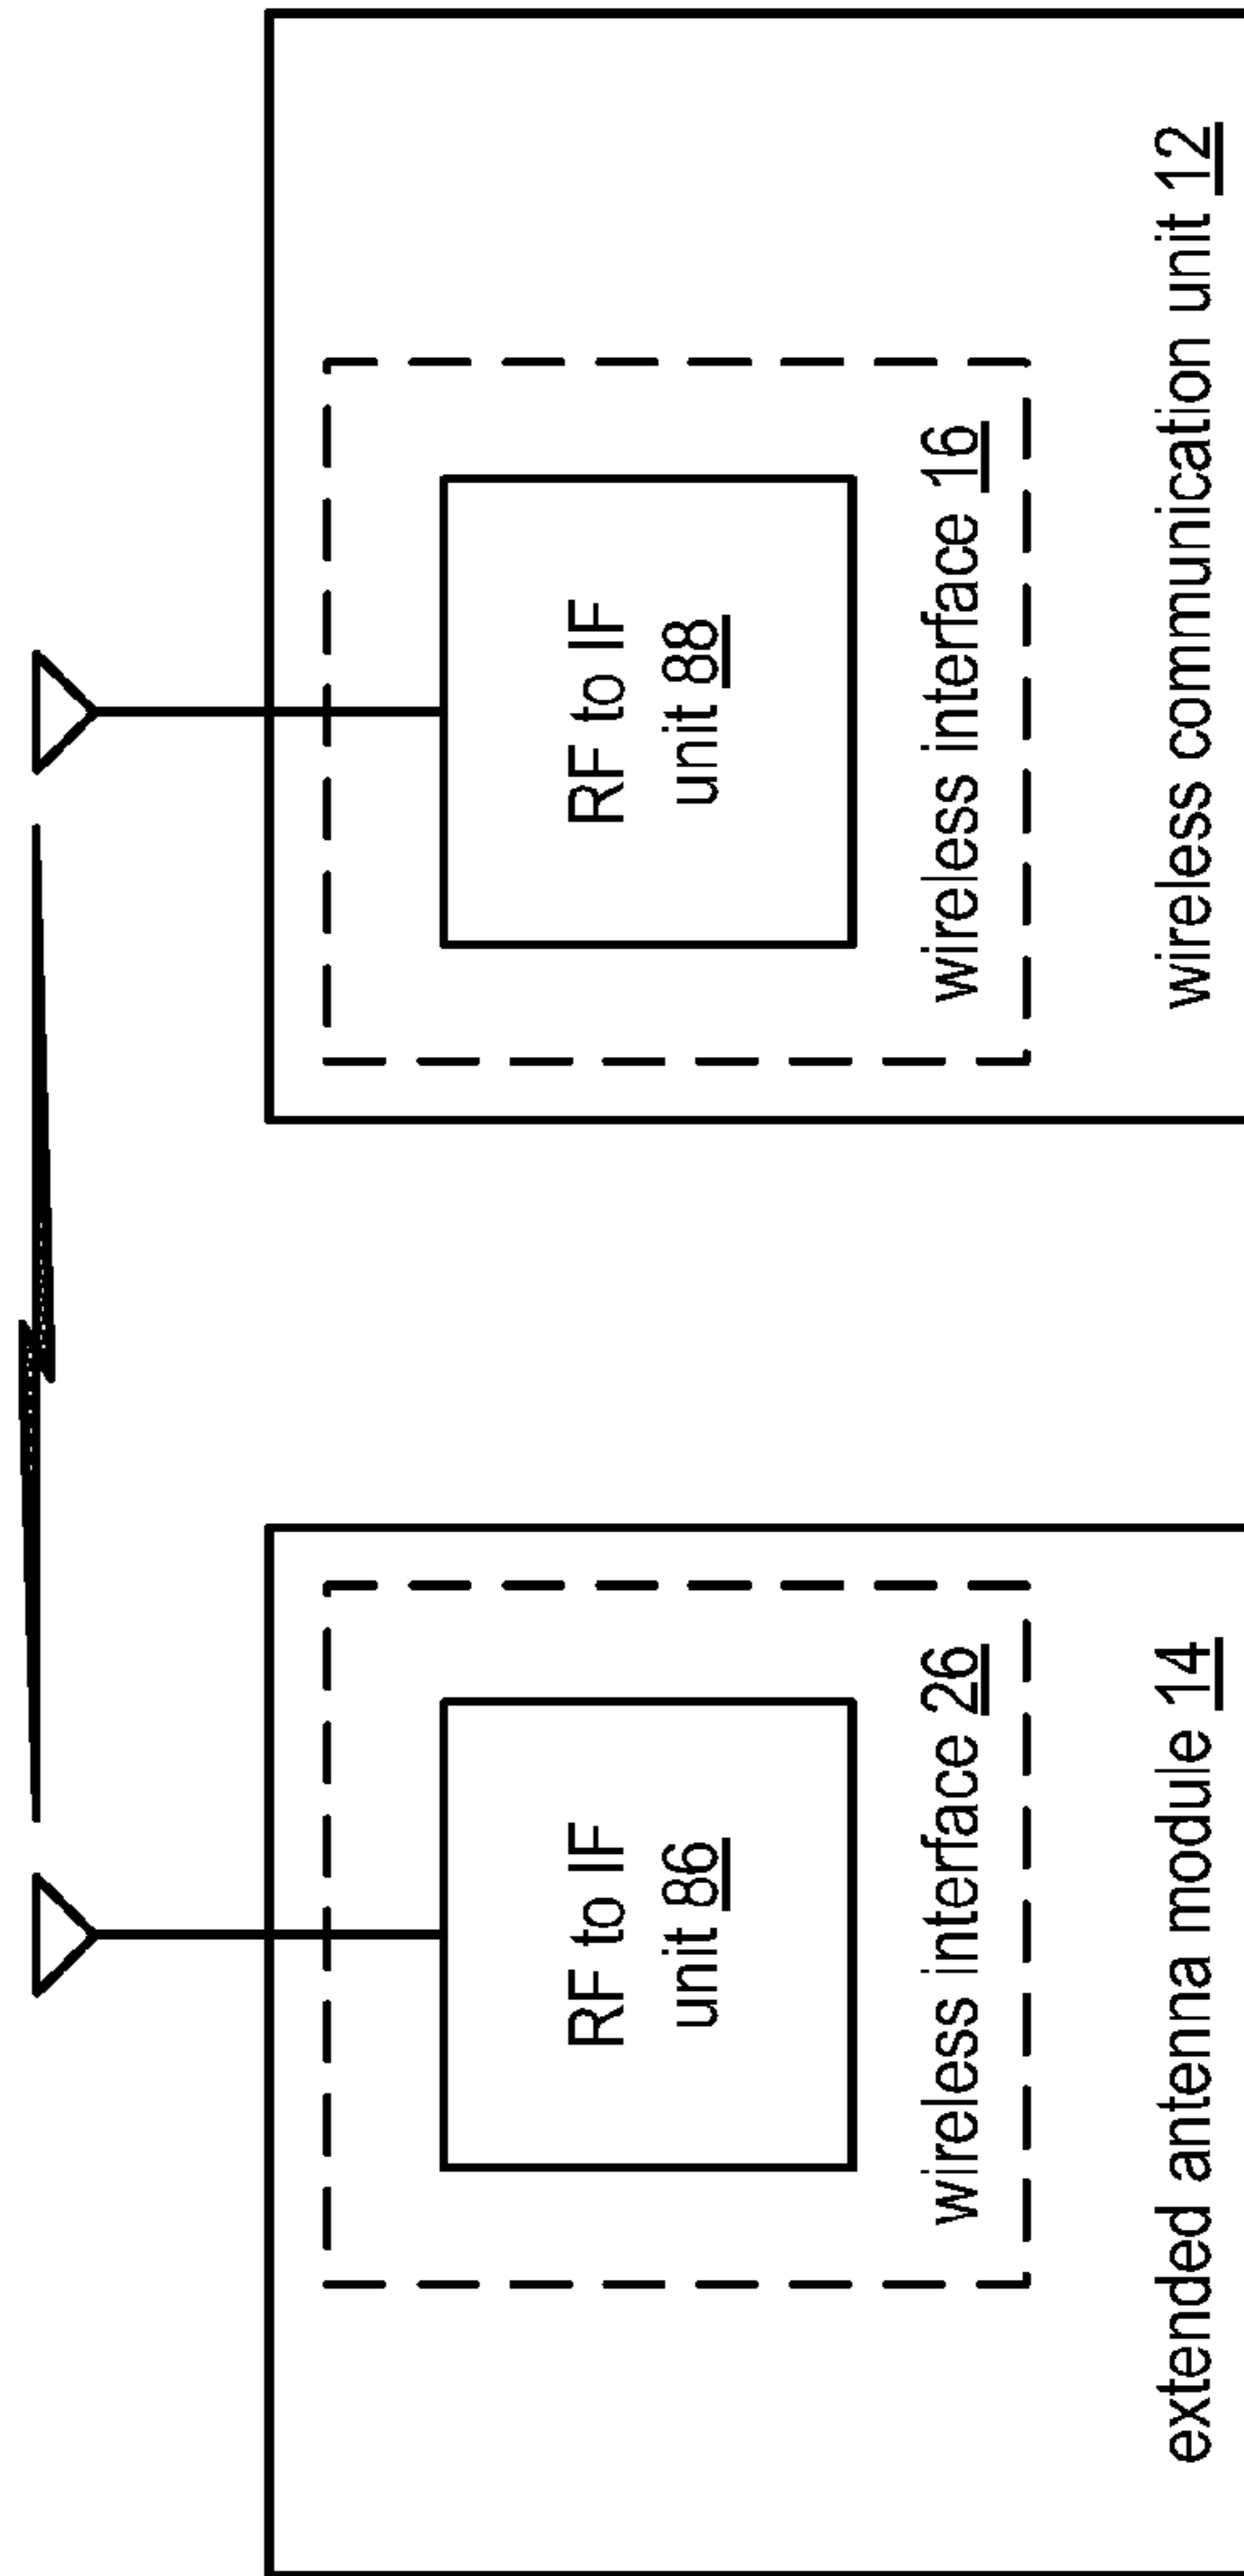 RF to IF
unit 86
wireless interface 26
extended antenna module 14
RF to IF
unit 88
wireless interface 16
wireless communication unit 12